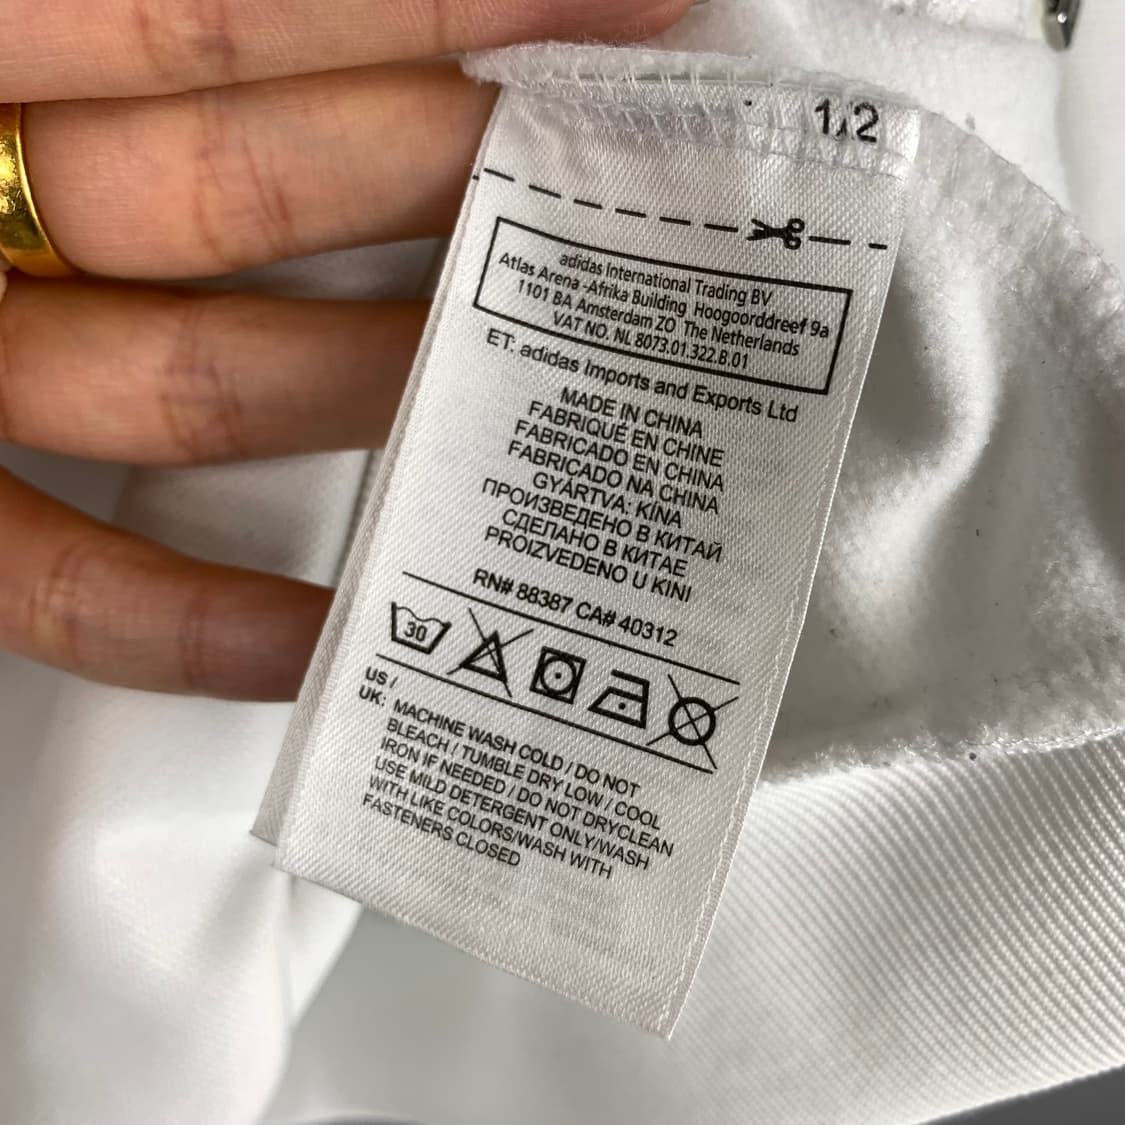 1/2
adidas International Trading BV
Atlas Arena -Afrika Building Hoogoorddreef 9a
1101 BA Amsterdam ZO The Netherlands
VAT NO. NL 8073.01.322.B.01
ET: adidas Imports and Exports Ltd
MADE IN CHINA
FABRIQUÉ EN CHINE
FABRICADO EN CHINA
FABRICADO NA CHINA
GYÁRTVA: KÍNA
ПРОИЗВЕДЕНО В КИТАЙ
СДЕЛАНО В КИТАЕ
PROIZVEDENO U KINI
RN# 88387 CA# 40312
30
US /
UK: MACHINE WASH COLD / DO NOT
BLEACH / TUMBLE DRY LOW / COOL
IRON IF NEEDED / DO NOT DRYCLEAN
USE MILD DETERGENT ONLY/WASH
WITH LIKE COLORS/WASH WITH
FASTENERS CLOSED